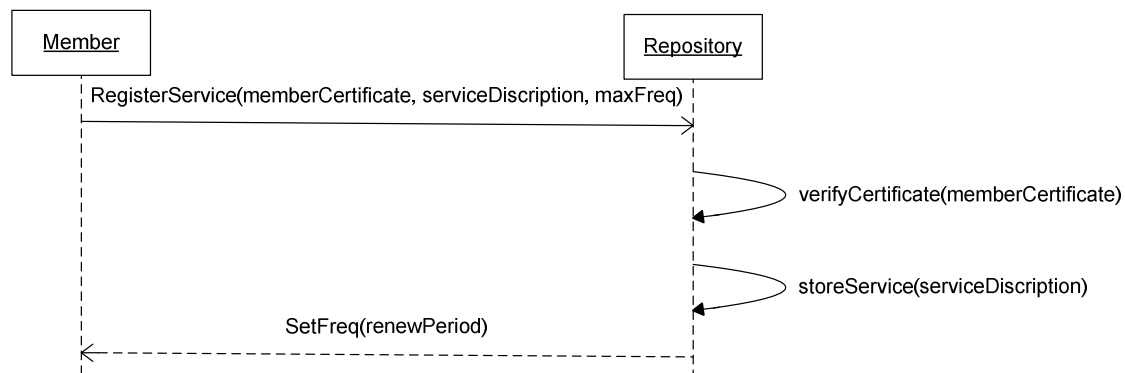 Member
Repository
RegisterService(memberCertificate, serviceDiscription, maxFreq)
verifyCertificate(memberCertificate)
storeService(serviceDiscription)
SetFreq(renewPeriod)